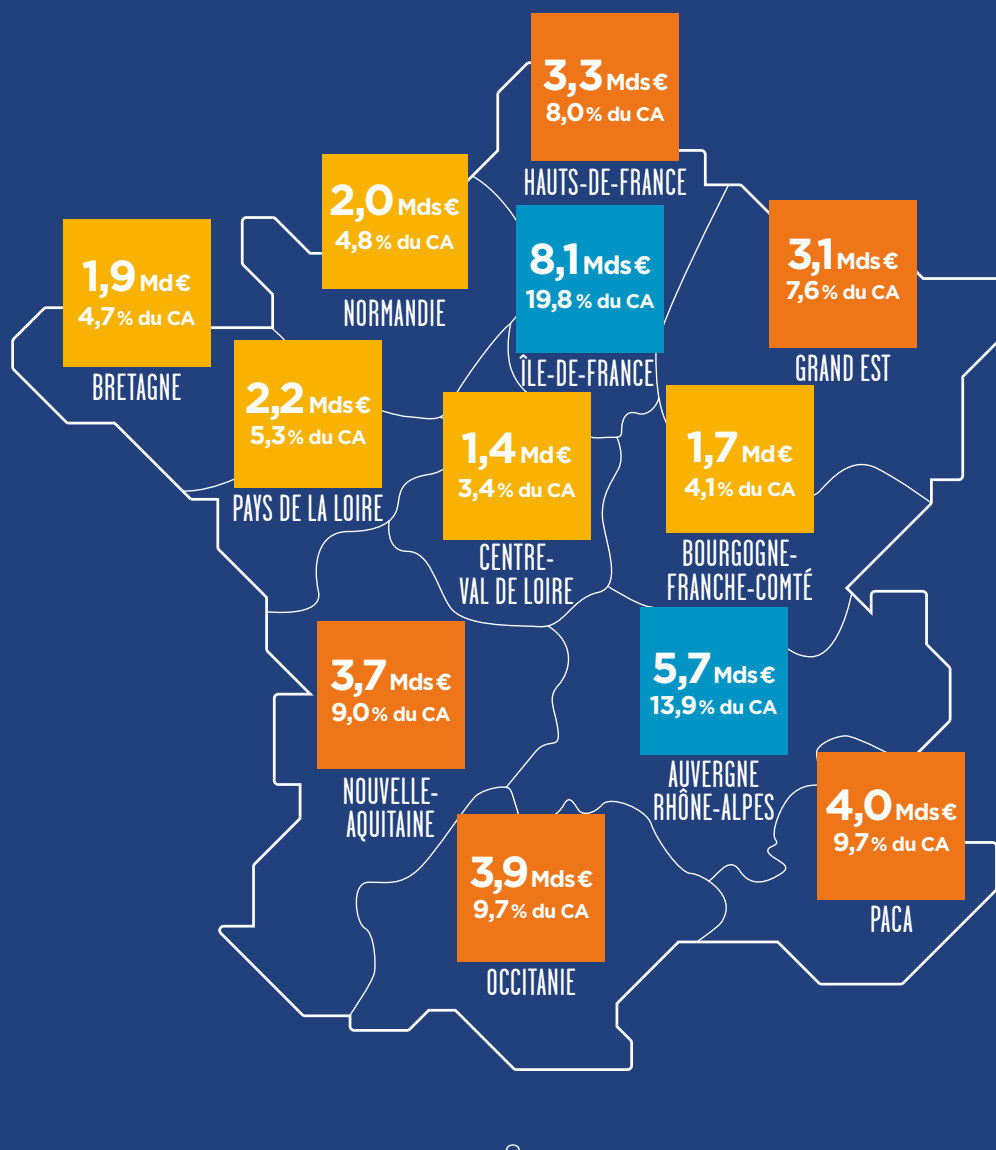 3,3 Mds€
8,0% du CA
HAUTS-DE-FRANCE
2,0 Mds€
4,8% du CA
NORMANDIE
8,1 Mds€
19,8% du CA
ÎLE-DE-FRANCE
3,1 Mds€
7,6% du CA
GRAND EST
1,9 Md€
4,7% du CA
BRETAGNE
2,2 Mds€
5,3% du CA
PAYS DE LA LOIRE
1,4 Md€
3,4% du CA
CENTRE-
VAL DE LOIRE
1,7 Md€
4,1% du CA
BOURGOGNE-
FRANCHE-COMTÉ
3,7 Mds€
9,0% du CA
NOUVELLE-
AQUITAINE
5,7 Mds€
13,9% du CA
AUVERGNE
RHÔNE-ALPES
4,0 Mds€
9,7% du CA
PACA
3,9 Mds€
9,7% du CA
OCCITANIE